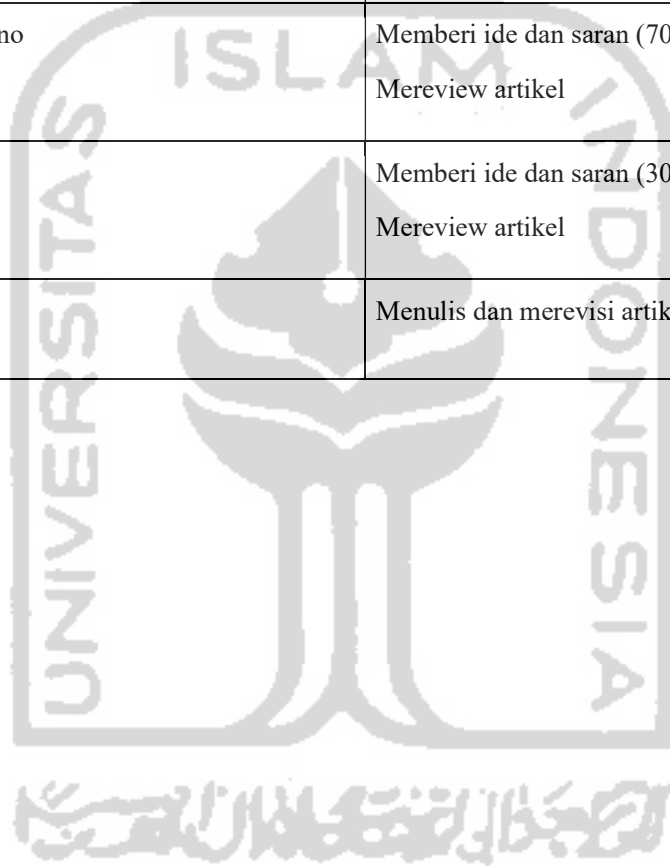 no
Memberi ide dan saran (70
Mereview artikel
Memberi ide dan saran (30
Mereview artikel
Menulis dan merevisi artik
UNIVERSITAS
ISLAM
INDONESIA